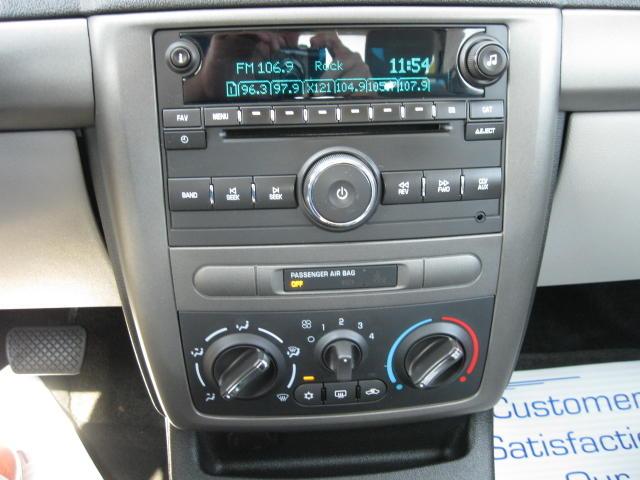 FM 106.9 Rock 11:54
1 96.3 97.9 X121 104.9 105.7 107.9
FAV MENU CAT
EJECT
BAND SEEK SEEK REV FWD CD/AUX
PASSENGER AIR BAG
OFF
1 2 3 4
Customer
Satisfactio
Our